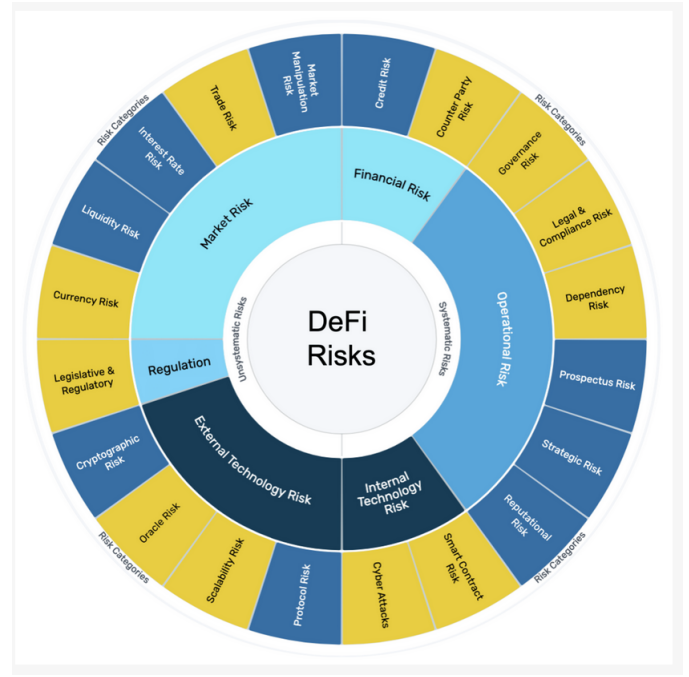 DeFi
Risks
Unsystematic Risks
Systematic Risks
Financial Risk
Operational Risk
Internal
Technology
Risk
External Technology Risk
Regulation
Market Risk
Risk Categories
Credit Risk
Counter Party
Risk
Governance
Risk
Risk Categories
Legal &
Compliance Risk
Dependency
Risk
Prospectus Risk
Strategic Risk
Reputational
Risk
Risk Categories
Smart Contract
Risk
Cyber Attacks
Protocol Risk
Scalability Risk
Oracle Risk
Risk Categories
Cryptographic
Risk
Legislative &
Regulatory
Currency Risk
Liquidity Risk
Interest Rate
Risk
Trade Risk
Market
Manipulation
Risk